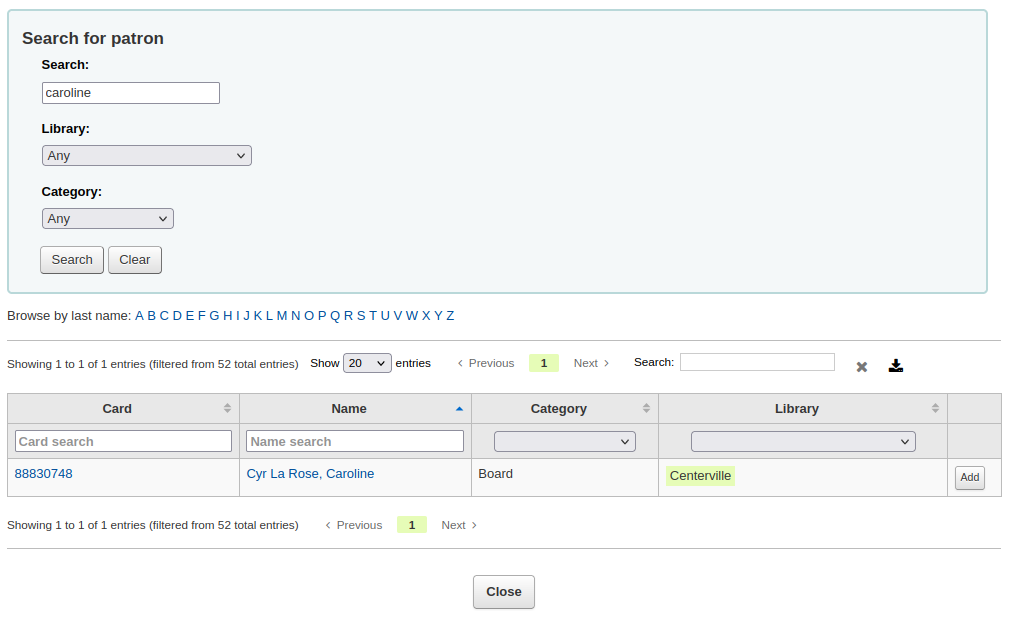 Search for patron
Search:
caroline
Library:
Any
Category:
Any
Search Clear
Browse by last name: A B C D E F G H I J K L M N O P Q R S T U V W X Y Z
Showing 1 to 1 of 1 entries (filtered from 52 total entries) Show 20 entries Previous 1 Next Search:
Card Name Category Library
Card search Name search
88830748 Cyr La Rose, Caroline Board Centerville Add
Showing 1 to 1 of 1 entries (filtered from 52 total entries) Previous 1 Next
Close